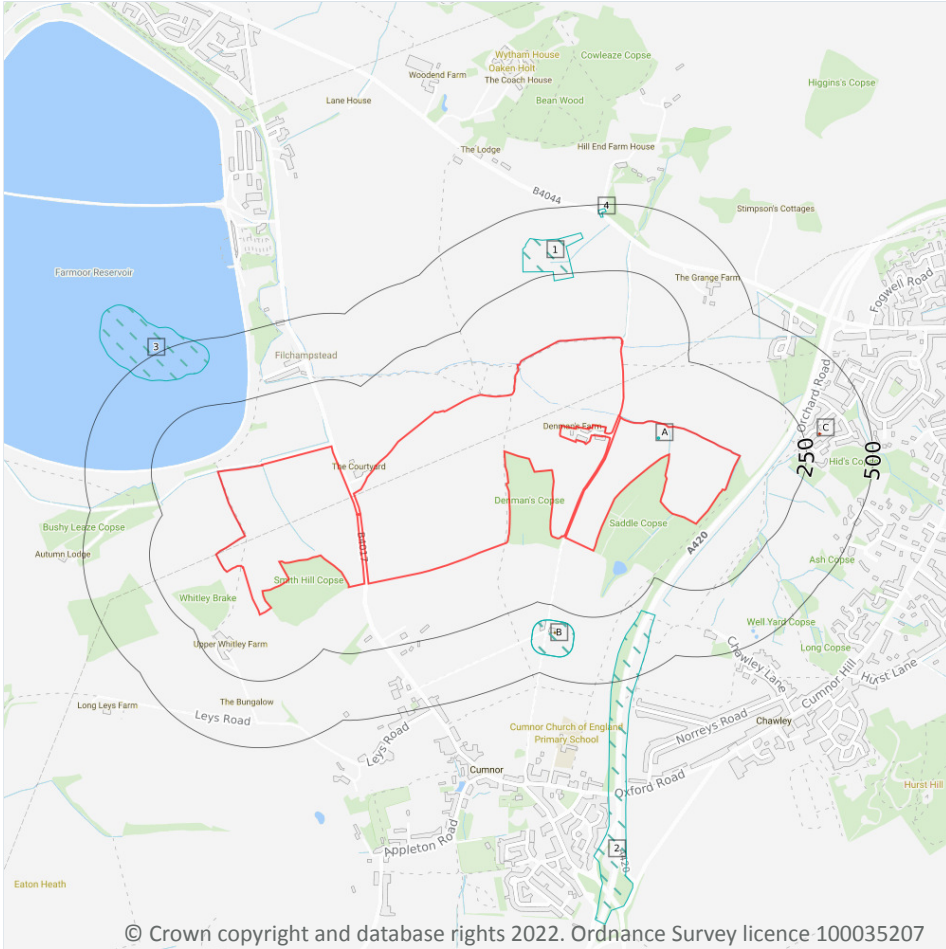 Wytham House
Oaken Holt
Cowleaze Copse
Woodend Farm
The Coach House
Higgins's Copse
Lane House
Bean Wood
The Lodge
Hill End Farm House
B4044
4
Stimpson's Cottages
1
Farmoor Reservoir
The Grange Farm
Fogwell Road
3
Filchampstead
Orchard Road
Denman's Farm
A
C
250
500
The Courtyard
Hid's Copse
Denman's Copse
Saddle Copse
Bushy Leaze Copse
B4017
A420
Autumn Lodge
Ash Copse
Smith Hill Copse
Whitley Brake
Well Yard Copse
B
Upper Whitley Farm
Chawley Lane
Long Copse
Cumnor Hill
Hurst Lane
The Bungalow
Long Leys Farm
Leys Road
Norreys Road
Chawley
Cumnor Church of England
Primary School
Leys Road
Cumnor
Oxford Road
Hurst Hill
Appleton Road
2
A420
Eaton Heath
© Crown copyright and database rights 2022. Ordnance Survey licence 100035207